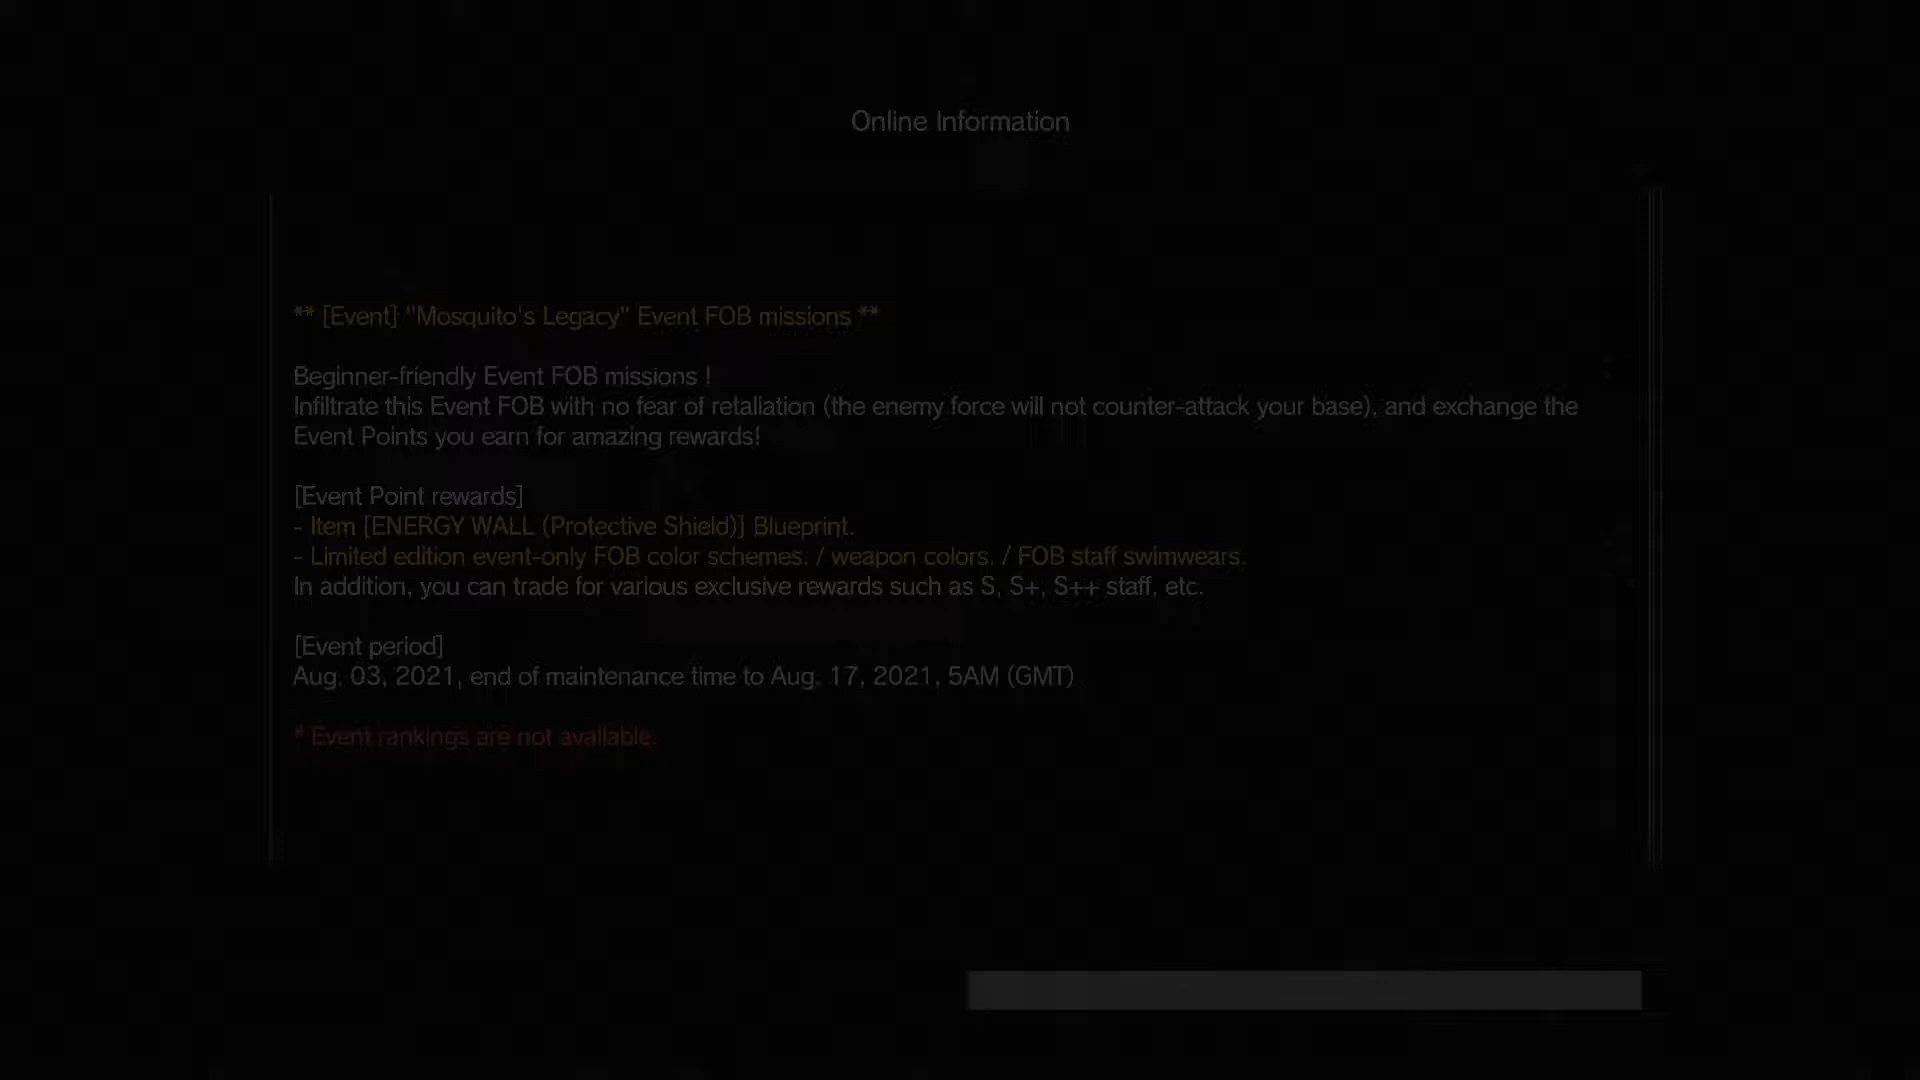 Online Information
** [Event] "Mosquito's Legacy" Event FOB missions **
Beginner-friendly Event FOB missions !
Infiltrate this Event FOB with no fear of retaliation (the enemy force will not counter-attack your base), and exchange the
Event Points you earn for amazing rewards!
[Event Point rewards]
- Item [ENERGY WALL (Protective Shield)] Blueprint.
- Limited edition event-only FOB color schemes. / weapon colors. / FOB staff swimwears.
In addition, you can trade for various exclusive rewards such as S, S+, S++ staff, etc.
[Event period]
Aug. 03, 2021, end of maintenance time to Aug. 17, 2021, 5AM (GMT)
* Event rankings are not available.